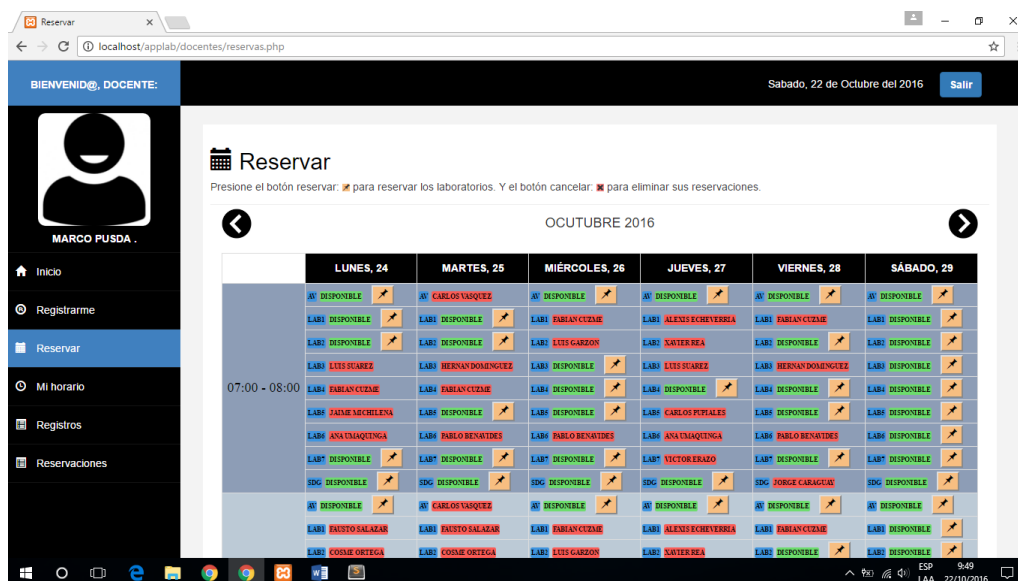 Reservar
localhost/applab/docentes/reservas.php
BIENVENID@, DOCENTE:
Sabado, 22 de Octubre del 2016
Salir
MARCO PUSDA .
Inicio
Registrarme
Reservar
Mi horario
Registros
Reservaciones
Reservar
Presione el botón reservar: para reservar los laboratorios. Y el botón cancelar: para eliminar sus reservaciones.
OCUTUBRE 2016
LUNES, 24 MARTES, 25 MIÉRCOLES, 26 JUEVES, 27 VIERNES, 28 SÁBADO, 29
07:00 - 08:00
AV DISPONIBLE AV CARLOS VASQUEZ AV DISPONIBLE AV DISPONIBLE AV DISPONIBLE AV DISPONIBLE
LAB1 DISPONIBLE LAB1 DISPONIBLE LAB1 FABIAN CUZME LAB1 ALEXIS ECHEVERRIA LAB1 FABIAN CUZME LAB1 DISPONIBLE
LAB2 DISPONIBLE LAB2 DISPONIBLE LAB2 LUIS GARZON LAB2 XAVIER REA LAB2 DISPONIBLE LAB2 DISPONIBLE
LAB3 LUIS SUAREZ LAB3 HERNAN DOMINGUEZ LAB3 DISPONIBLE LAB3 LUIS SUAREZ LAB3 HERNAN DOMINGUEZ LAB3 DISPONIBLE
LAB4 FABIAN CUZME LAB4 FABIAN CUZME LAB4 DISPONIBLE LAB4 DISPONIBLE LAB4 DISPONIBLE LAB4 DISPONIBLE
LAB5 JAIME MICHILENA LAB5 DISPONIBLE LAB5 DISPONIBLE LAB5 CARLOS PUPIALES LAB5 DISPONIBLE LAB5 DISPONIBLE
LAB6 ANA UMAQUINGA LAB6 PABLO BENAVIDES LAB6 PABLO BENAVIDES LAB6 ANA UMAQUINGA LAB6 PABLO BENAVIDES LAB6 DISPONIBLE
LAB7 DISPONIBLE LAB7 DISPONIBLE LAB7 DISPONIBLE LAB7 VICTOR ERAZO LAB7 DISPONIBLE LAB7 DISPONIBLE
SDG DISPONIBLE SDG DISPONIBLE SDG DISPONIBLE SDG DISPONIBLE SDG JORGE CARAGUAY SDG DISPONIBLE
AV DISPONIBLE AV CARLOS VASQUEZ AV DISPONIBLE AV DISPONIBLE AV DISPONIBLE AV DISPONIBLE
LAB1 FAUSTO SALAZAR LAB1 FAUSTO SALAZAR LAB1 FABIAN CUZME LAB1 ALEXIS ECHEVERRIA LAB1 FABIAN CUZME LAB1 DISPONIBLE
LAB2 COSME ORTEGA LAB2 COSME ORTEGA LAB2 LUIS GARZON LAB2 XAVIER REA LAB2 DISPONIBLE LAB2 DISPONIBLE
ESP 9:49
LAA 22/10/2016